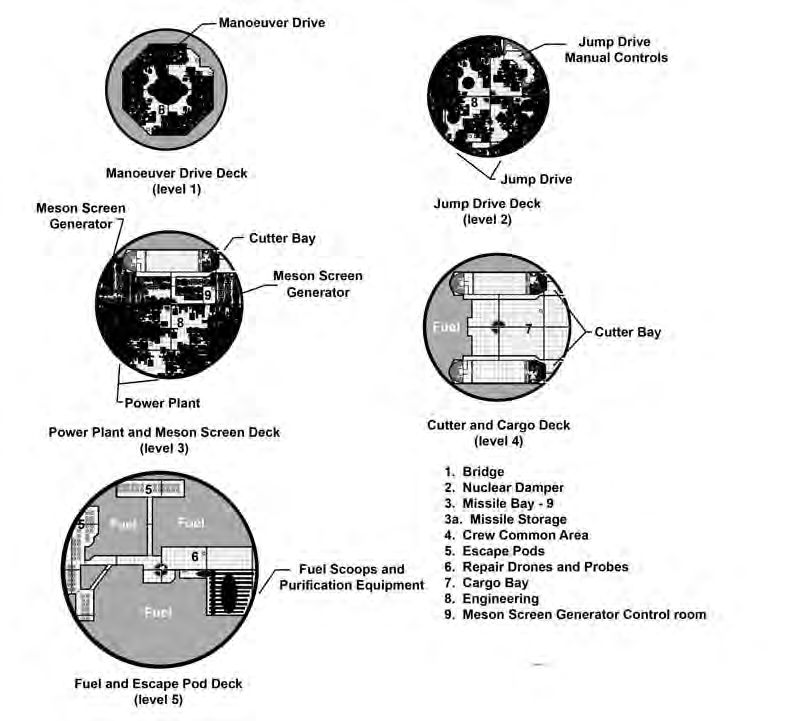 Manoeuver Drive
8
Manoeuver Drive Deck
(level 1)
Jump Drive
Manual Controls
8
Jump Drive
Jump Drive Deck
(level 2)
Meson Screen
Generator
Cutter Bay
Meson Screen
Generator
9
8
Power Plant
Power Plant and Meson Screen Deck
(level 3)
Fuel
7
Cutter Bay
Cutter and Cargo Deck
(level 4)
5
5
Fuel
Fuel
6
Fuel Scoops and
Purification Equipment
Fuel
Fuel and Escape Pod Deck
(level 5)
1. Bridge
2. Nuclear Damper
3. Missile Bay - 9
3a. Missile Storage
4. Crew Common Area
5. Escape Pods
6. Repair Drones and Probes
7. Cargo Bay
8. Engineering
9. Meson Screen Generator Control room